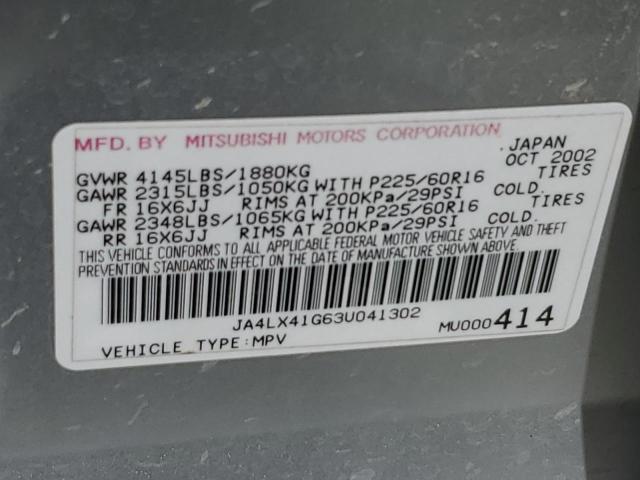 MFD. BY MITSUBISHI MOTORS CORPORATION, JAPAN
OCT 2002
GVWR 4145LBS/1880KG
GAWR 2315LBS/1050KG WITH P225/60R16 TIRES
FR 16X6JJ RIMS AT 200KPa/29PSI COLD.
GAWR 2348LBS/1065KG WITH P225/60R16 TIRES
RR 16X6JJ RIMS AT 200KPa/29PSI COLD.
THIS VEHICLE CONFORMS TO ALL APPLICABLE FEDERAL MOTOR VEHICLE SAFETY AND THEFT
PREVENTION STANDARDS IN EFFECT ON THE DATE OF MANUFACTURE SHOWN ABOVE.
JA4LX41G63U041302
VEHICLE TYPE:MPV MU000414